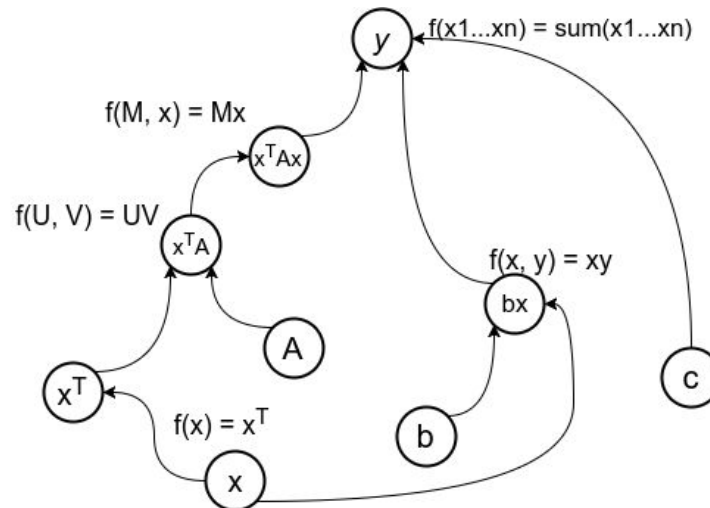 y
f(x1...xn) = sum(x1...xn)
f(M, x) = Mx
xᵀAx
f(U, V) = UV
xᵀA
f(x, y) = xy
bx
A
xᵀ
c
f(x) = xᵀ
b
x